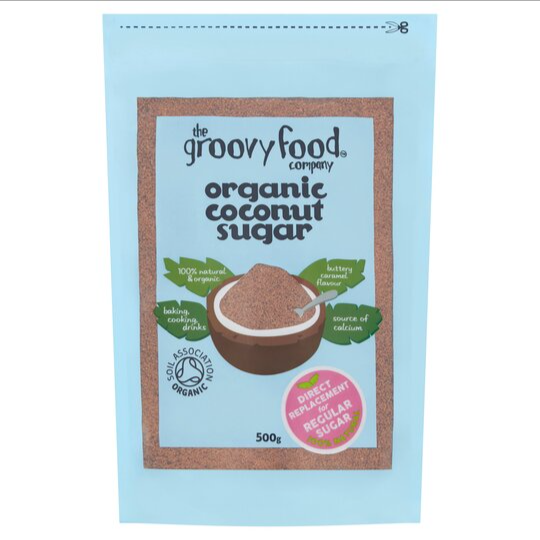 the
groovy food
company
organic
coconut
sugar
100% natural
& organic
buttery
caramel
flavour
baking,
cooking,
drinks
source of
calcium
SOIL ASSOCIATION
ORGANIC
DIRECT
REPLACEMENT
for
REGULAR
SUGAR
500g